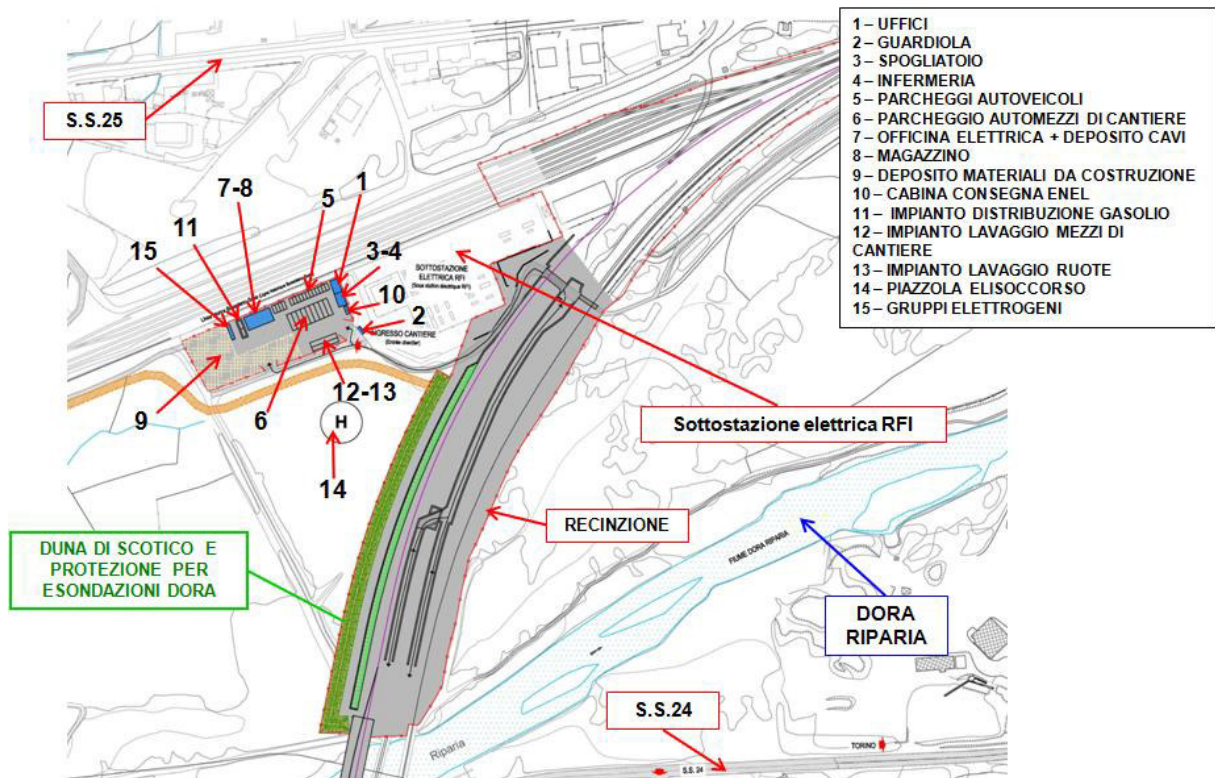 1 – UFFICI
2 – GUARDIOLA
3 – SPOGLIATOIO
4 – INFERMERIA
5 – PARCHEGGI AUTOVEICOLI
6 – PARCHEGGIO AUTOMEZZI DI CANTIERE
7 – OFFICINA ELETTRICA + DEPOSITO CAVI
8 – MAGAZZINO
9 – DEPOSITO MATERIALI DA COSTRUZIONE
10 – CABINA CONSEGNA ENEL
11 – IMPIANTO DISTRIBUZIONE GASOLIO
12 – IMPIANTO LAVAGGIO MEZZI DI
CANTIERE
13 – IMPIANTO LAVAGGIO RUOTE
14 – PIAZZOLA ELISOCCORSO
15 – GRUPPI ELETTROGENI
S.S.25
7-8
5
1
11
15
3-4
10
2
SOTTOSTAZIONE
ELETTRICA RFI
INGRESSO CANTIERE
9
6
12-13
H
14
Sottostazione elettrica RFI
RECINZIONE
DUNA DI SCOTICO E
PROTEZIONE PER
ESONDAZIONI DORA
FIUME DORA RIPARIA
DORA
RIPARIA
S.S.24
Riparia
TORINO
S.S. 24